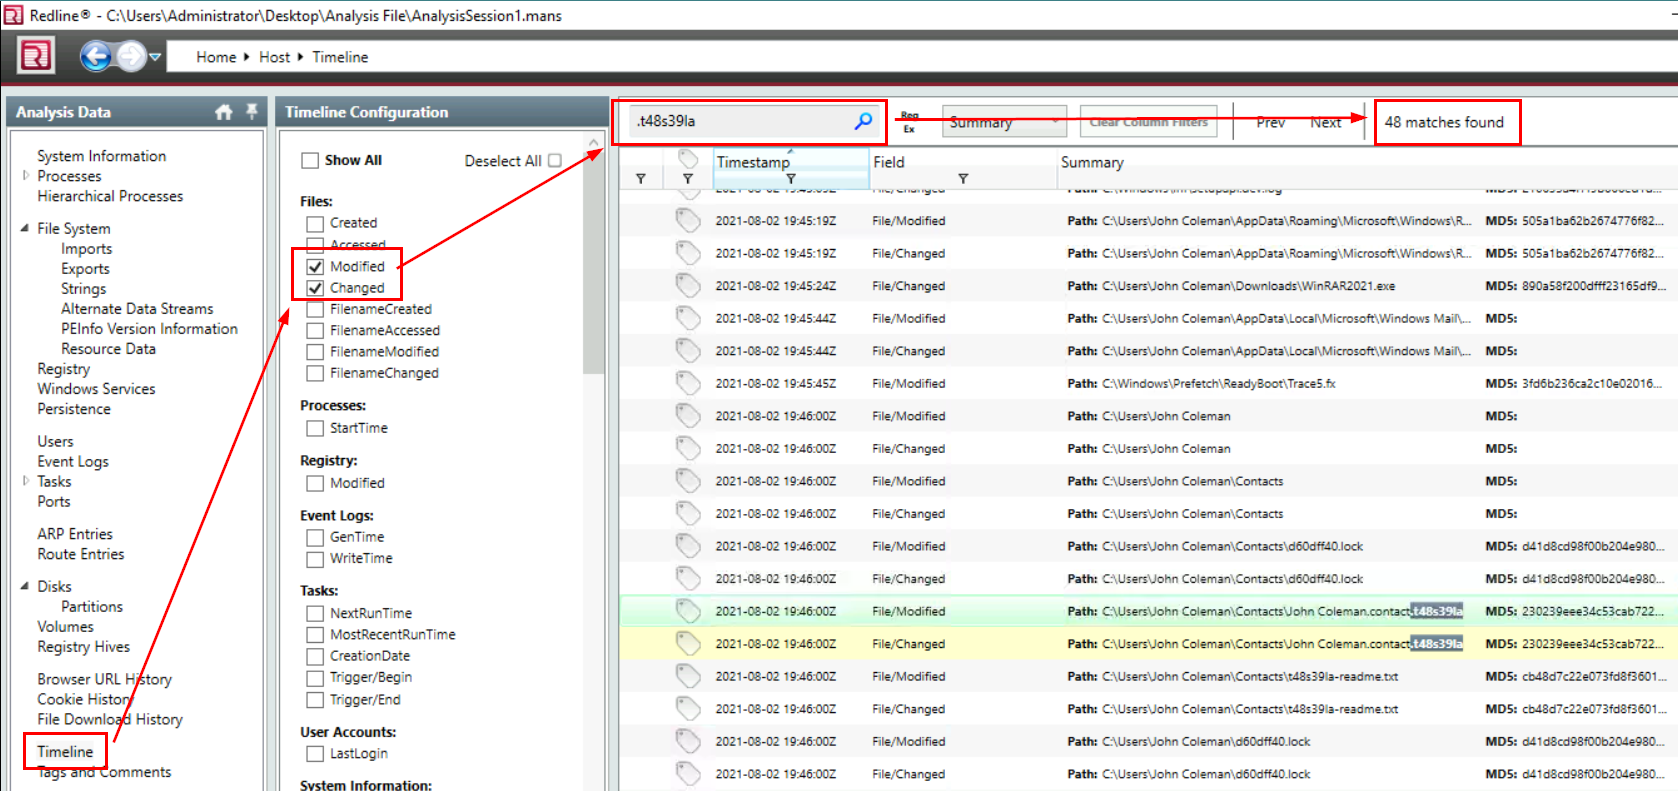 Redline® - C:\Users\Administrator\Desktop\Analysis File\AnalysisSession1.mans
Home Host Timeline
Analysis Data
System Information
Processes
Hierarchical Processes
File System
Imports
Exports
Strings
Alternate Data Streams
PEInfo Version Information
Resource Data
Registry
Windows Services
Persistence
Users
Event Logs
Tasks
Ports
ARP Entries
Route Entries
Disks
Partitions
Volumes
Registry Hives
Browser URL History
Cookie History
File Download History
Timeline
Tags and Comments
Timeline Configuration
Show All Deselect All
Files:
Created
Accessed
Modified
Changed
FilenameCreated
FilenameAccessed
FilenameModified
FilenameChanged
Processes:
StartTime
Registry:
Modified
Event Logs:
GenTime
WriteTime
Tasks:
NextRunTime
MostRecentRunTime
CreationDate
Trigger/Begin
Trigger/End
User Accounts:
LastLogin
System Information:
.t48s39la Reg Ex Summary Clear Column Filters Prev Next 48 matches found
Timestamp Field Summary
File/Changed Path: C:\Windows\inf\setupapi.dev.log MD5:
2021-08-02 19:45:19Z File/Modified Path: C:\Users\John Coleman\AppData\Roaming\Microsoft\Windows\R... MD5: 505a1ba62b2674776f82...
2021-08-02 19:45:19Z File/Changed Path: C:\Users\John Coleman\AppData\Roaming\Microsoft\Windows\R... MD5: 505a1ba62b2674776f82...
2021-08-02 19:45:24Z File/Changed Path: C:\Users\John Coleman\Downloads\WinRAR2021.exe MD5: 890a58f200dfff23165df9...
2021-08-02 19:45:44Z File/Modified Path: C:\Users\John Coleman\AppData\Local\Microsoft\Windows Mail\... MD5:
2021-08-02 19:45:44Z File/Changed Path: C:\Users\John Coleman\AppData\Local\Microsoft\Windows Mail\... MD5:
2021-08-02 19:45:45Z File/Modified Path: C:\Windows\Prefetch\ReadyBoot\Trace5.fx MD5: 3fd6b236ca2c10e02016...
2021-08-02 19:46:00Z File/Modified Path: C:\Users\John Coleman MD5:
2021-08-02 19:46:00Z File/Changed Path: C:\Users\John Coleman MD5:
2021-08-02 19:46:00Z File/Modified Path: C:\Users\John Coleman\Contacts MD5:
2021-08-02 19:46:00Z File/Changed Path: C:\Users\John Coleman\Contacts MD5:
2021-08-02 19:46:00Z File/Modified Path: C:\Users\John Coleman\Contacts\d60dff40.lock MD5: d41d8cd98f00b204e980...
2021-08-02 19:46:00Z File/Changed Path: C:\Users\John Coleman\Contacts\d60dff40.lock MD5: d41d8cd98f00b204e980...
2021-08-02 19:46:00Z File/Modified Path: C:\Users\John Coleman\Contacts\John Coleman.contact.t48s39la MD5: 230239eee34c53cab722...
2021-08-02 19:46:00Z File/Changed Path: C:\Users\John Coleman\Contacts\John Coleman.contact.t48s39la MD5: 230239eee34c53cab722...
2021-08-02 19:46:00Z File/Modified Path: C:\Users\John Coleman\Contacts\t48s39la-readme.txt MD5: cb48d7c22e073fd8f3601...
2021-08-02 19:46:00Z File/Changed Path: C:\Users\John Coleman\Contacts\t48s39la-readme.txt MD5: cb48d7c22e073fd8f3601...
2021-08-02 19:46:00Z File/Modified Path: C:\Users\John Coleman\d60dff40.lock MD5: d41d8cd98f00b204e980...
2021-08-02 19:46:00Z File/Changed Path: C:\Users\John Coleman\d60dff40.lock MD5: d41d8cd98f00b204e980...